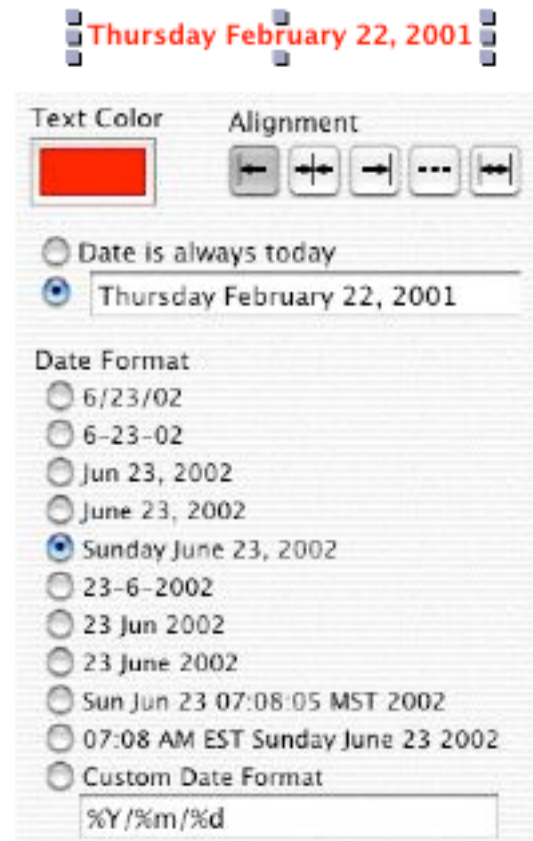 Thursday February 22, 2001
Text Color
Alignment
Date is always today
Thursday February 22, 2001
Date Format
6/23/02
6-23-02
Jun 23, 2002
June 23, 2002
Sunday June 23, 2002
23-6-2002
23 Jun 2002
23 June 2002
Sun Jun 23 07:08:05 MST 2002
07:08 AM EST Sunday June 23 2002
Custom Date Format
%Y/%m/%d